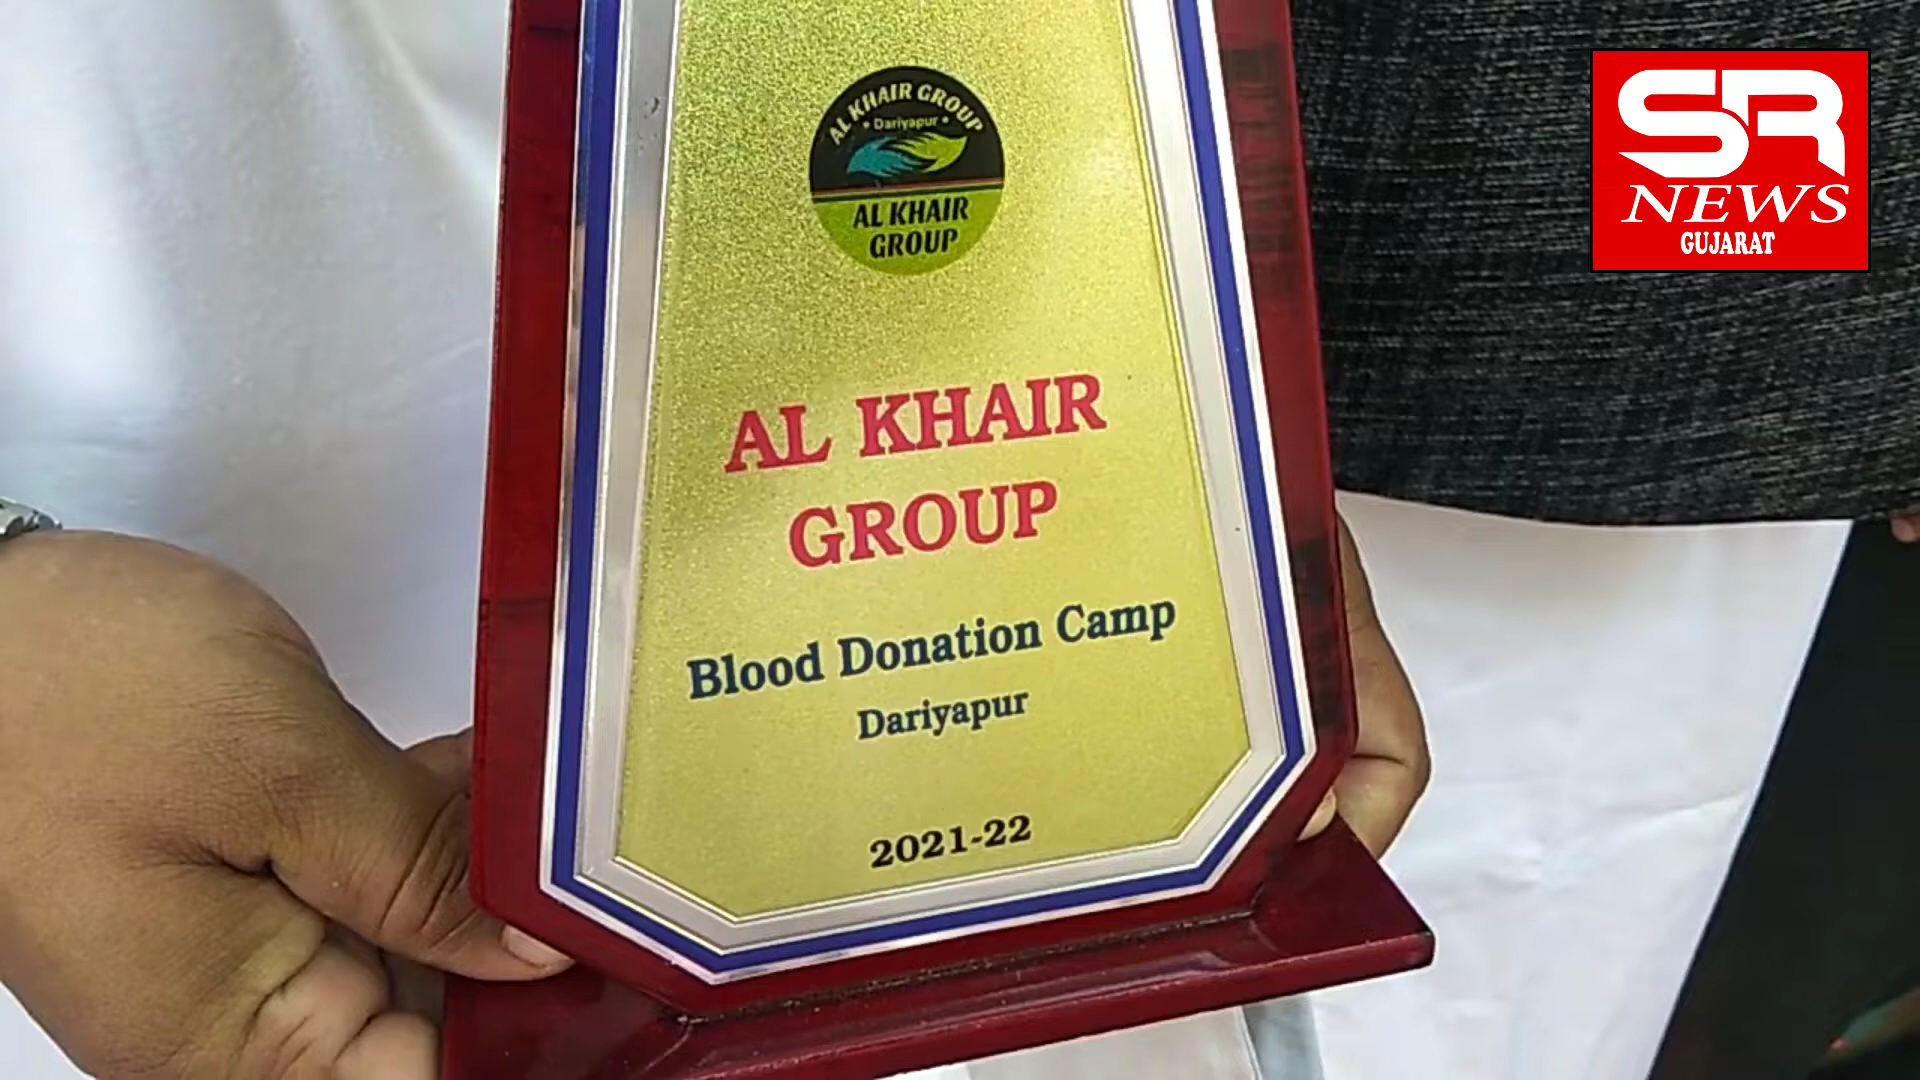 AL KHAIR GROUP
• Dariyapur •
AL KHAIR
GROUP
AL KHAIR
GROUP
Blood Donation Camp
Dariyapur
2021-22
SR
NEWS
GUJARAT